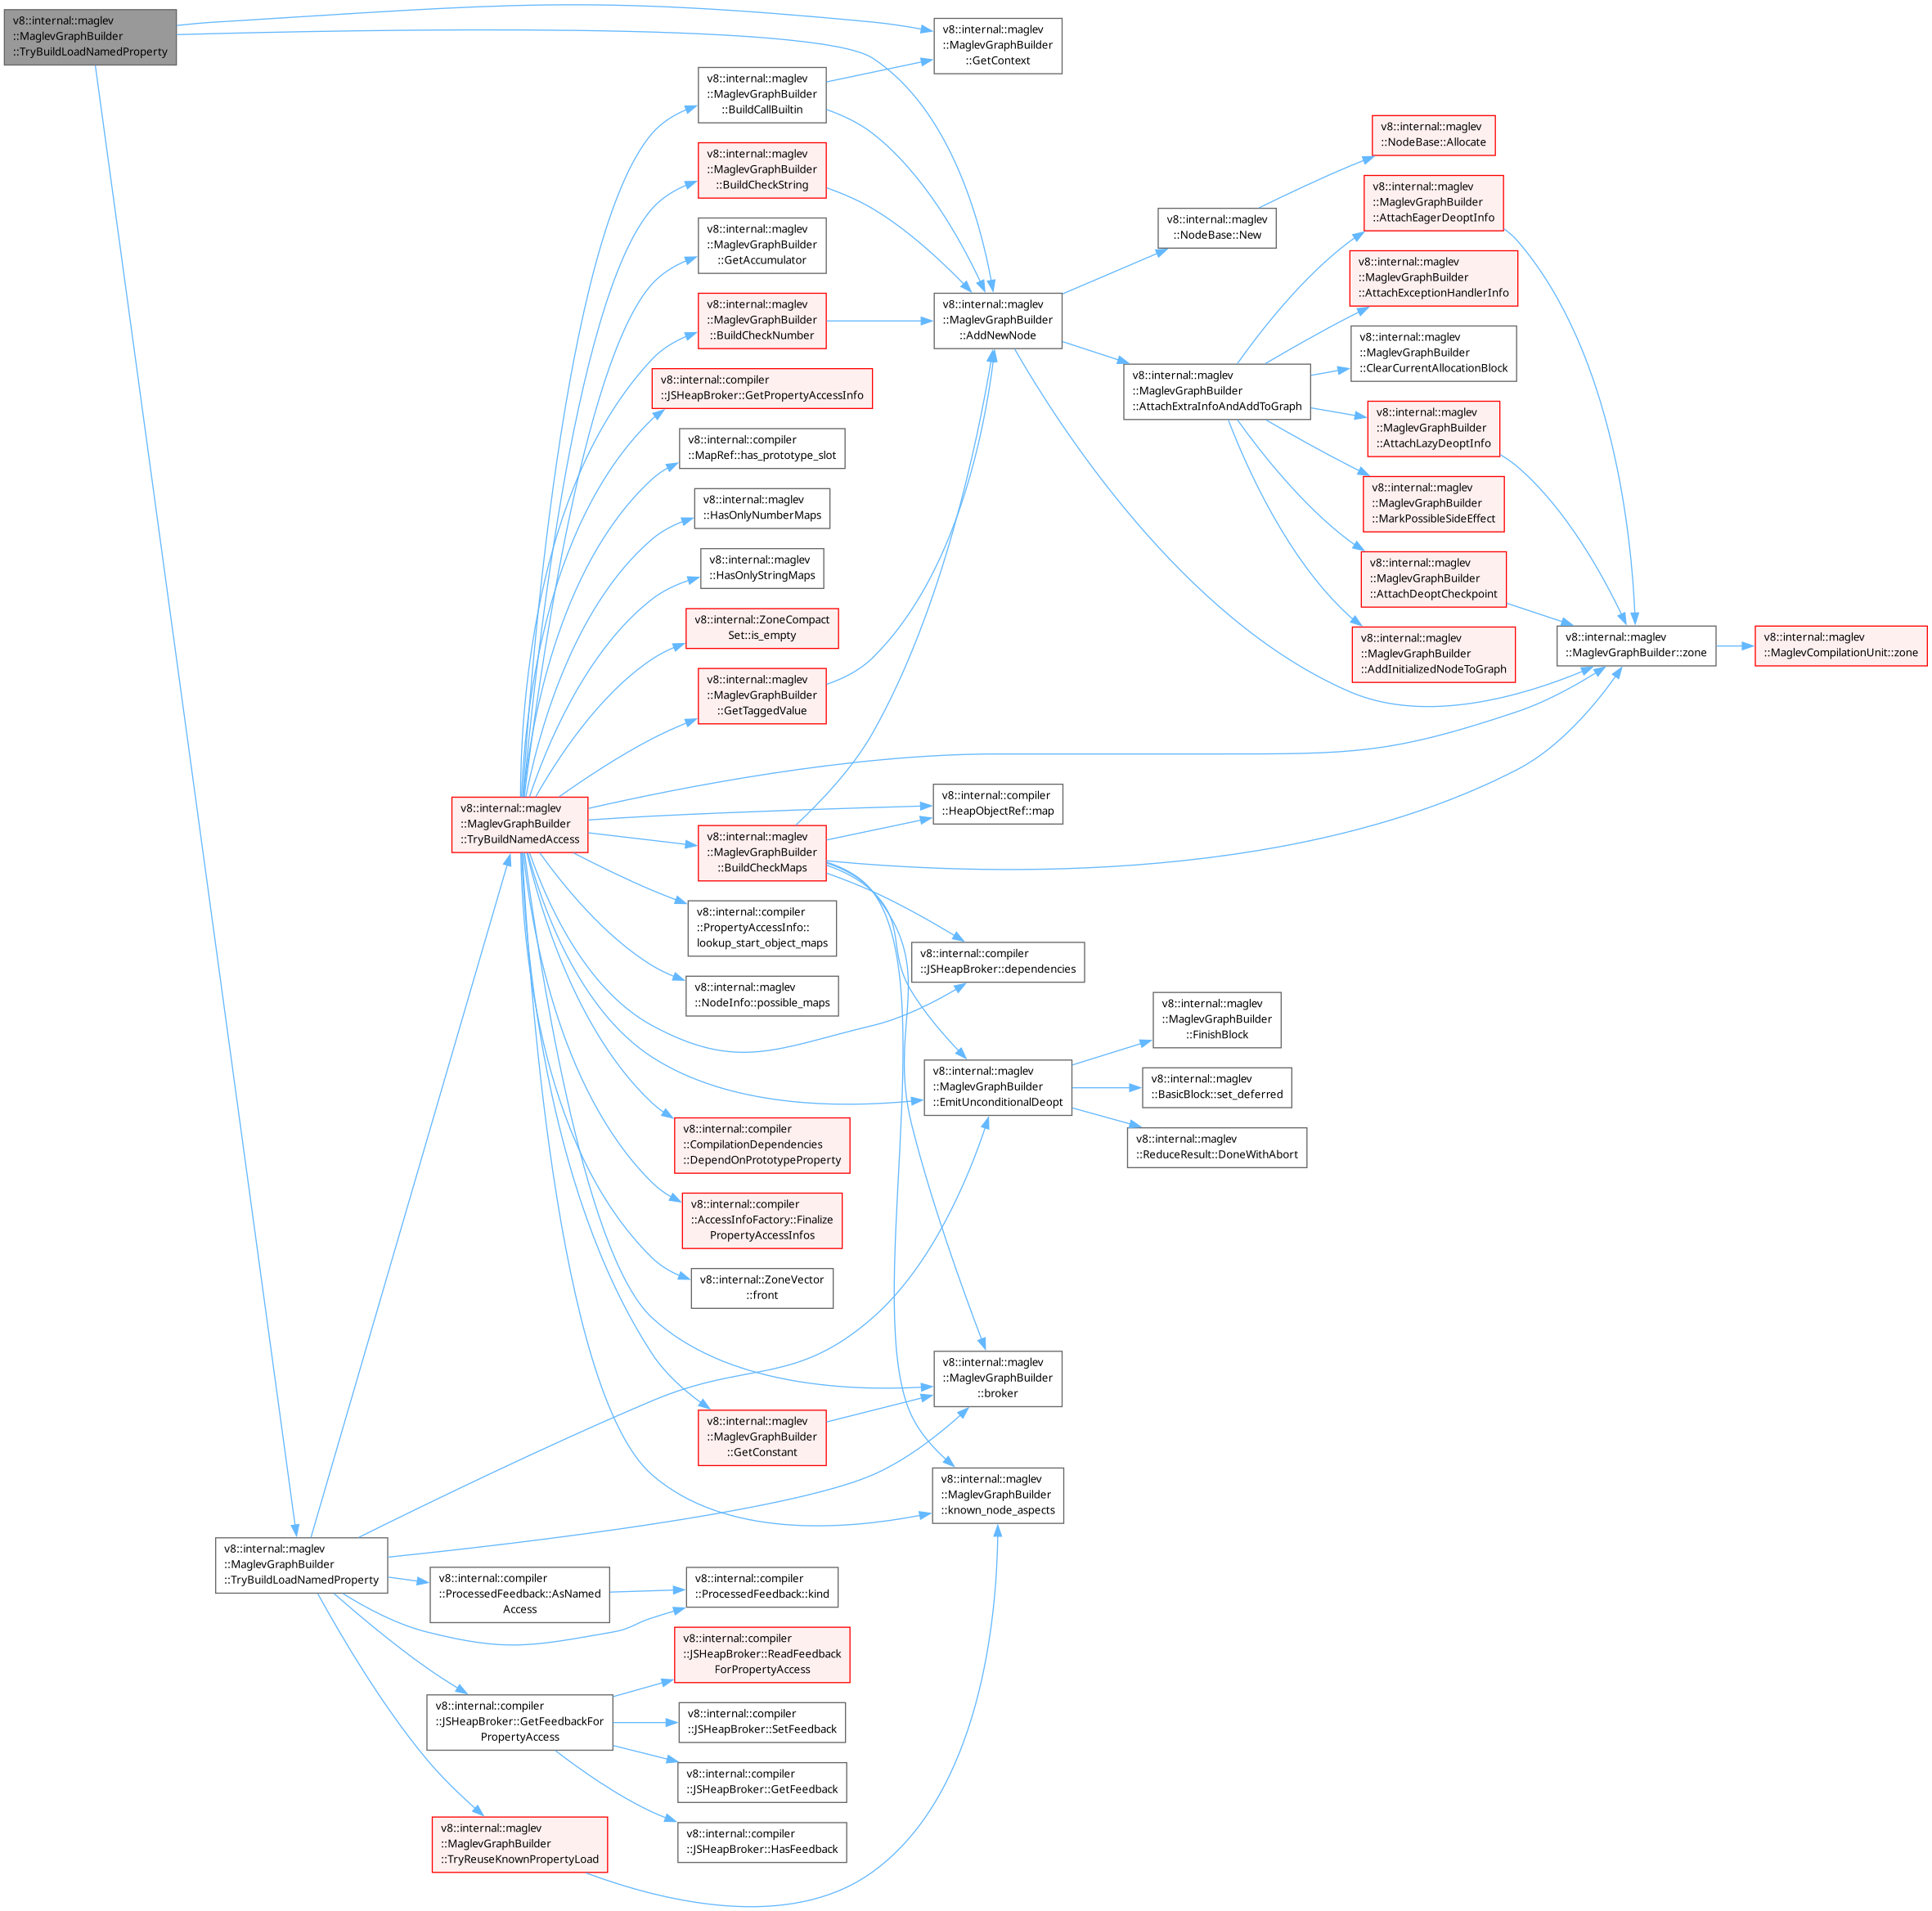 v8::internal::maglev
::MaglevGraphBuilder
::TryBuildLoadNamedProperty
v8::internal::maglev
::MaglevGraphBuilder
::GetContext
v8::internal::maglev
::MaglevGraphBuilder
::BuildCallBuiltin
v8::internal::maglev
::MaglevGraphBuilder
::BuildCheckString
v8::internal::maglev
::MaglevGraphBuilder
::GetAccumulator
v8::internal::maglev
::MaglevGraphBuilder
::BuildCheckNumber
v8::internal::compiler
::JSHeapBroker::GetPropertyAccessInfo
v8::internal::compiler
::MapRef::has_prototype_slot
v8::internal::maglev
::HasOnlyNumberMaps
v8::internal::maglev
::HasOnlyStringMaps
v8::internal::ZoneCompact
Set::is_empty
v8::internal::maglev
::MaglevGraphBuilder
::GetTaggedValue
v8::internal::maglev
::MaglevGraphBuilder
::AddNewNode
v8::internal::maglev
::NodeBase::New
v8::internal::maglev
::NodeBase::Allocate
v8::internal::maglev
::MaglevGraphBuilder
::AttachEagerDeoptInfo
v8::internal::maglev
::MaglevGraphBuilder
::AttachExceptionHandlerInfo
v8::internal::maglev
::MaglevGraphBuilder
::ClearCurrentAllocationBlock
v8::internal::maglev
::MaglevGraphBuilder
::AttachExtraInfoAndAddToGraph
v8::internal::maglev
::MaglevGraphBuilder
::AttachLazyDeoptInfo
v8::internal::maglev
::MaglevGraphBuilder
::MarkPossibleSideEffect
v8::internal::maglev
::MaglevGraphBuilder
::AttachDeoptCheckpoint
v8::internal::maglev
::MaglevGraphBuilder
::AddInitializedNodeToGraph
v8::internal::maglev
::MaglevGraphBuilder::zone
v8::internal::maglev
::MaglevCompilationUnit::zone
v8::internal::maglev
::MaglevGraphBuilder
::TryBuildNamedAccess
v8::internal::compiler
::HeapObjectRef::map
v8::internal::maglev
::MaglevGraphBuilder
::BuildCheckMaps
v8::internal::compiler
::PropertyAccessInfo::
lookup_start_object_maps
v8::internal::maglev
::NodeInfo::possible_maps
v8::internal::compiler
::JSHeapBroker::dependencies
v8::internal::maglev
::MaglevGraphBuilder
::EmitUnconditionalDeopt
v8::internal::maglev
::MaglevGraphBuilder
::FinishBlock
v8::internal::maglev
::BasicBlock::set_deferred
v8::internal::maglev
::ReduceResult::DoneWithAbort
v8::internal::compiler
::CompilationDependencies
::DependOnPrototypeProperty
v8::internal::compiler
::AccessInfoFactory::Finalize
PropertyAccessInfos
v8::internal::ZoneVector
::front
v8::internal::maglev
::MaglevGraphBuilder
::broker
v8::internal::maglev
::MaglevGraphBuilder
::GetConstant
v8::internal::maglev
::MaglevGraphBuilder
::known_node_aspects
v8::internal::maglev
::MaglevGraphBuilder
::TryBuildLoadNamedProperty
v8::internal::compiler
::ProcessedFeedback::AsNamed
Access
v8::internal::compiler
::ProcessedFeedback::kind
v8::internal::compiler
::JSHeapBroker::GetFeedbackFor
PropertyAccess
v8::internal::compiler
::JSHeapBroker::ReadFeedback
ForPropertyAccess
v8::internal::compiler
::JSHeapBroker::SetFeedback
v8::internal::compiler
::JSHeapBroker::GetFeedback
v8::internal::compiler
::JSHeapBroker::HasFeedback
v8::internal::maglev
::MaglevGraphBuilder
::TryReuseKnownPropertyLoad